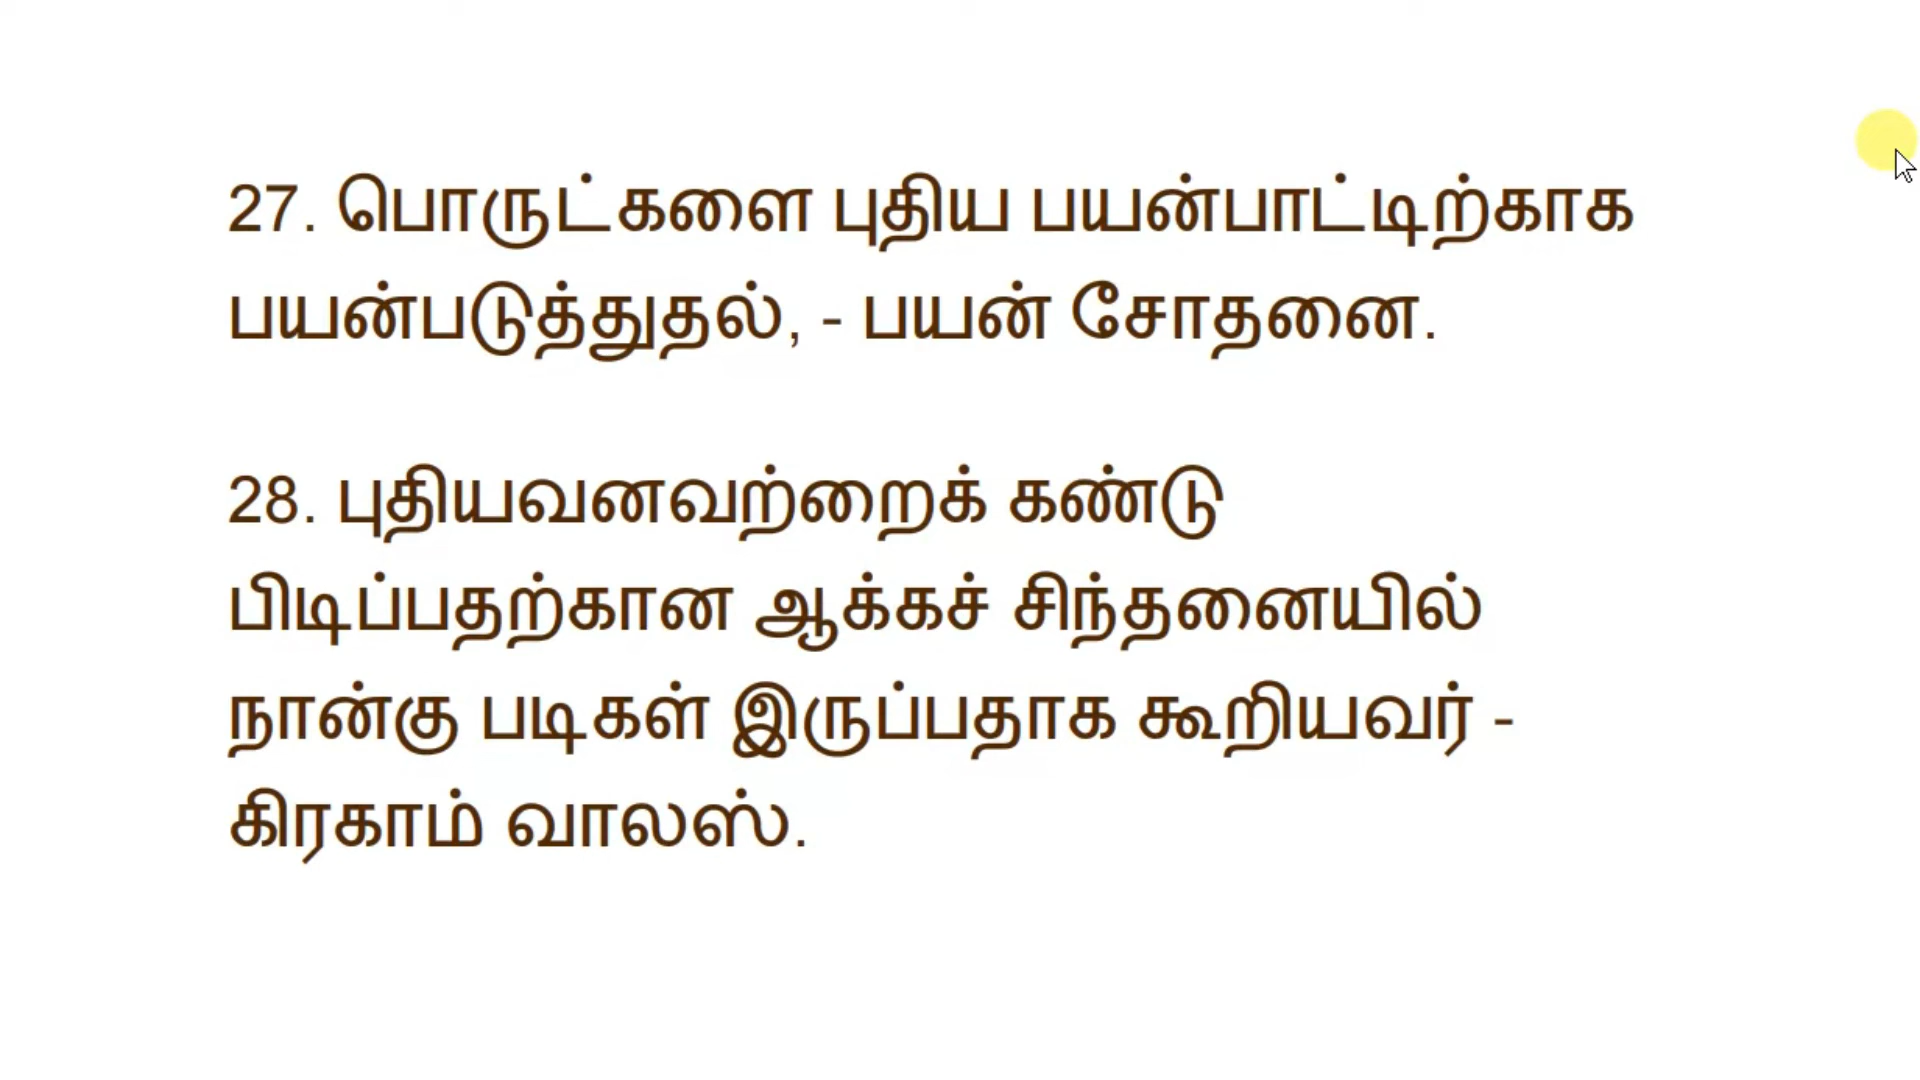 27. பொருட்களை புதிய பயன்பாட்டிற்காக
பயன்படுத்துதல், - பயன் சோதனை.
28. புதியவனவற்றைக் கண்டு
பிடிப்பதற்கான ஆக்கச் சிந்தனையில்
நான்கு படிகள் இருப்பதாக கூறியவர் -
கிரகாம் வாலஸ்.